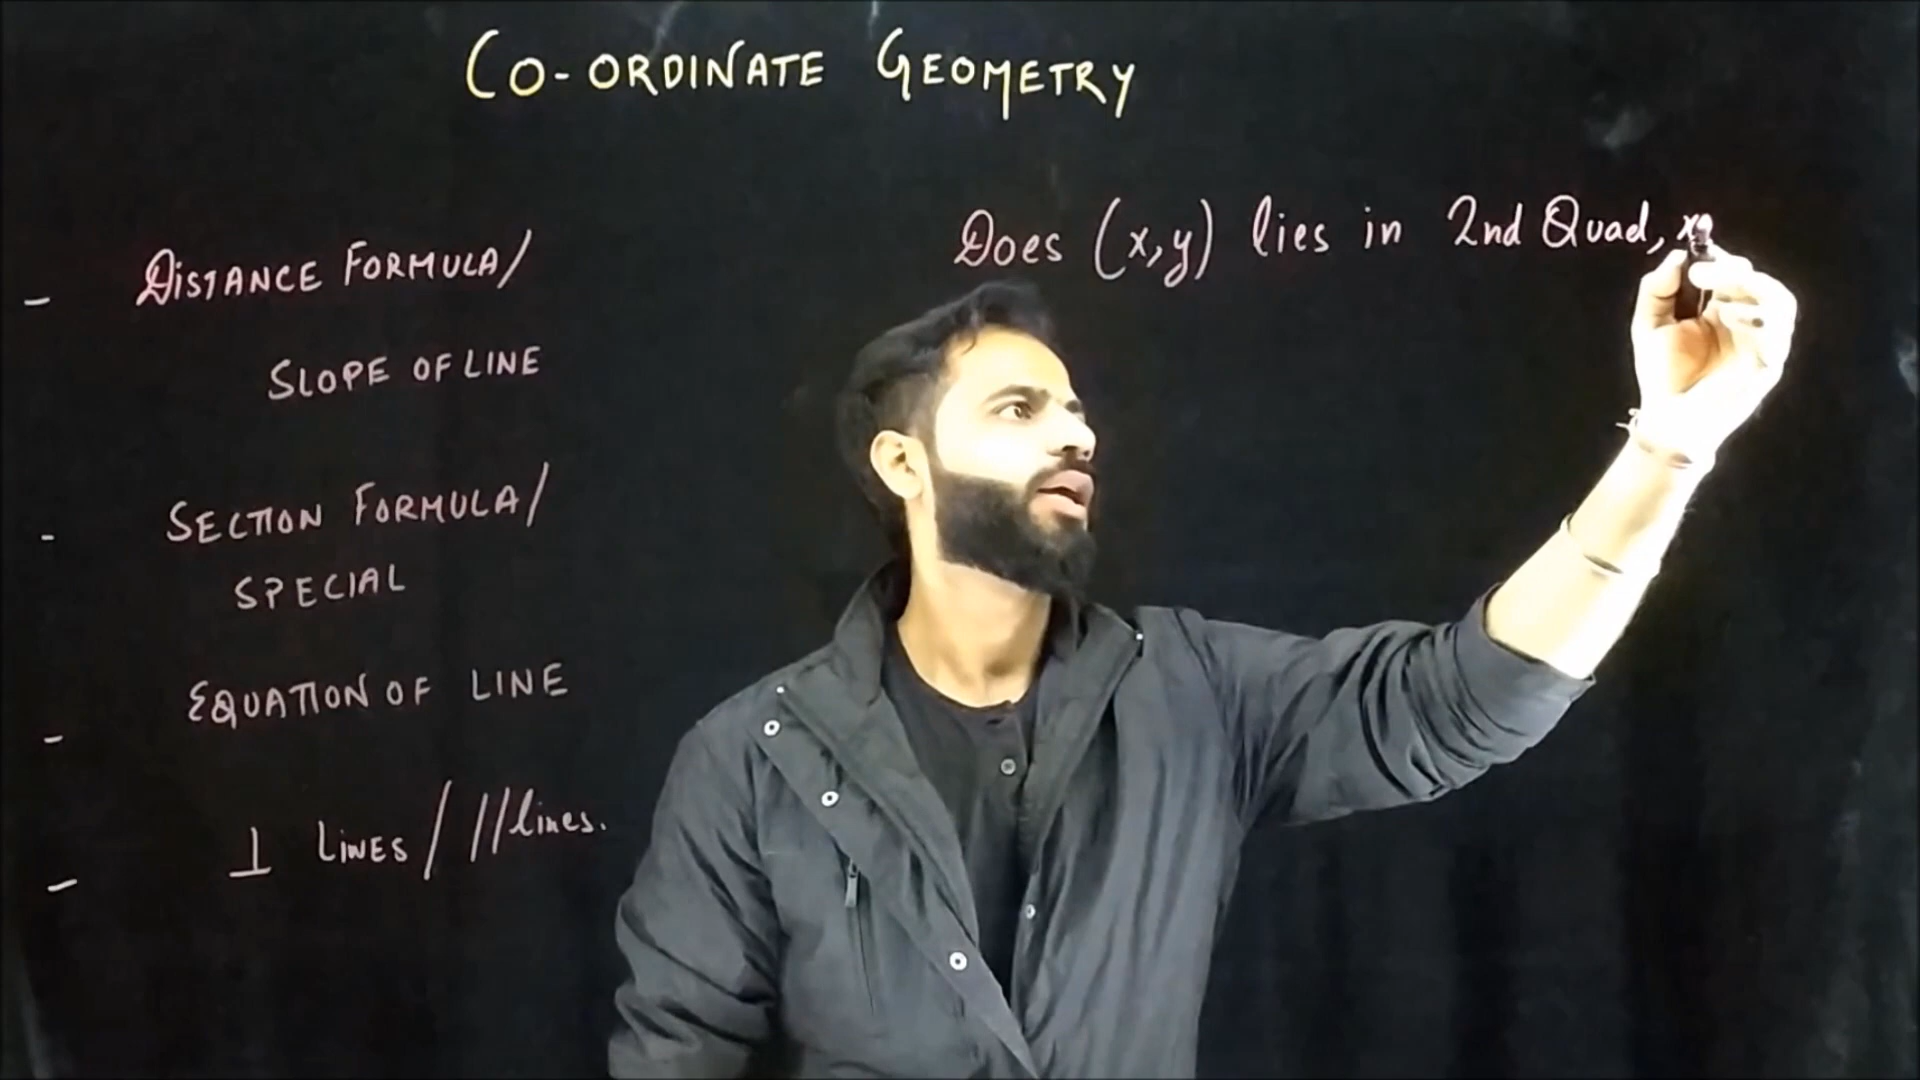 CO-ORDINATE GEOMETRY
- DISTANCE FORMULA/
SLOPE OF LINE
- SECTION FORMULA/
SPECIAL
- EQUATION OF LINE
- ⊥ LINES / // lines.
Does (x,y) lies in 2nd Quad,